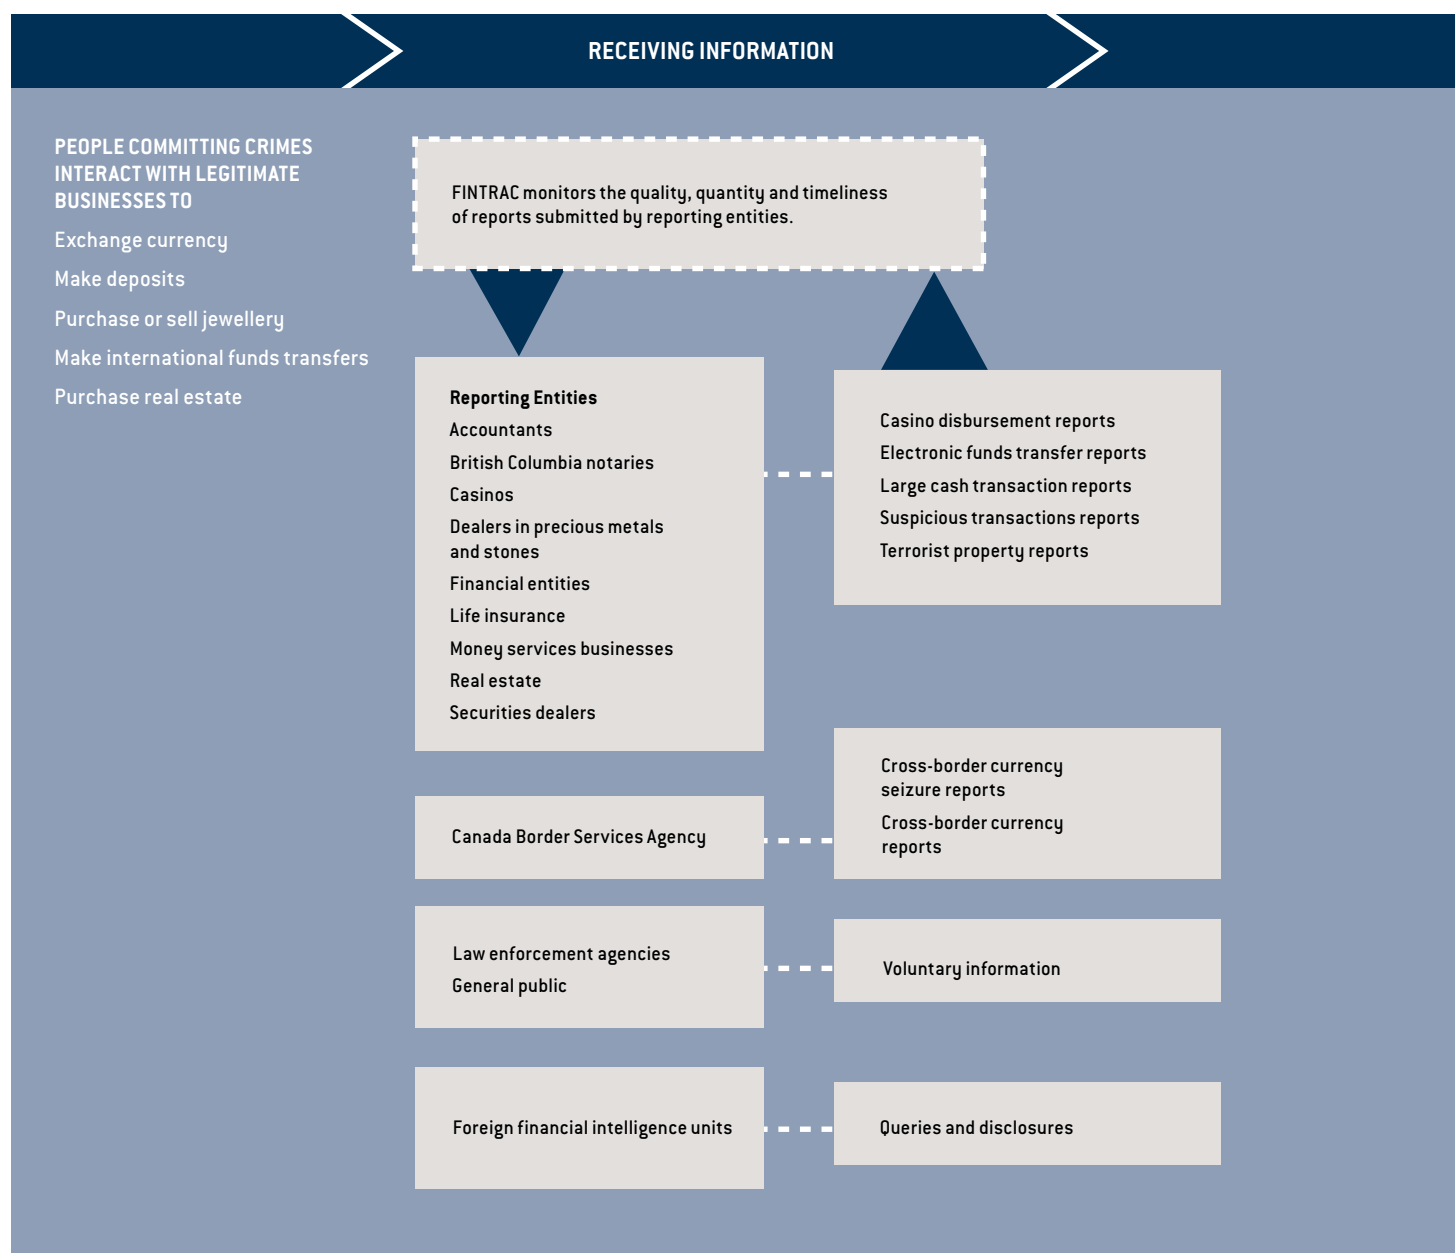 RECEIVING INFORMATION
PEOPLE COMMITTING CRIMES
INTERACT WITH LEGITIMATE
BUSINESSES TO
Exchange currency
Make deposits
Purchase or sell jewellery
Make international funds transfers
Purchase real estate
FINTRAC monitors the quality, quantity and timeliness
of reports submitted by reporting entities.
Reporting Entities
Accountants
British Columbia notaries
Casinos
Dealers in precious metals
and stones
Financial entities
Life insurance
Money services businesses
Real estate
Securities dealers
Casino disbursement reports
Electronic funds transfer reports
Large cash transaction reports
Suspicious transactions reports
Terrorist property reports
Canada Border Services Agency
Cross-border currency
seizure reports
Cross-border currency
reports
Law enforcement agencies
General public
Voluntary information
Foreign financial intelligence units
Queries and disclosures